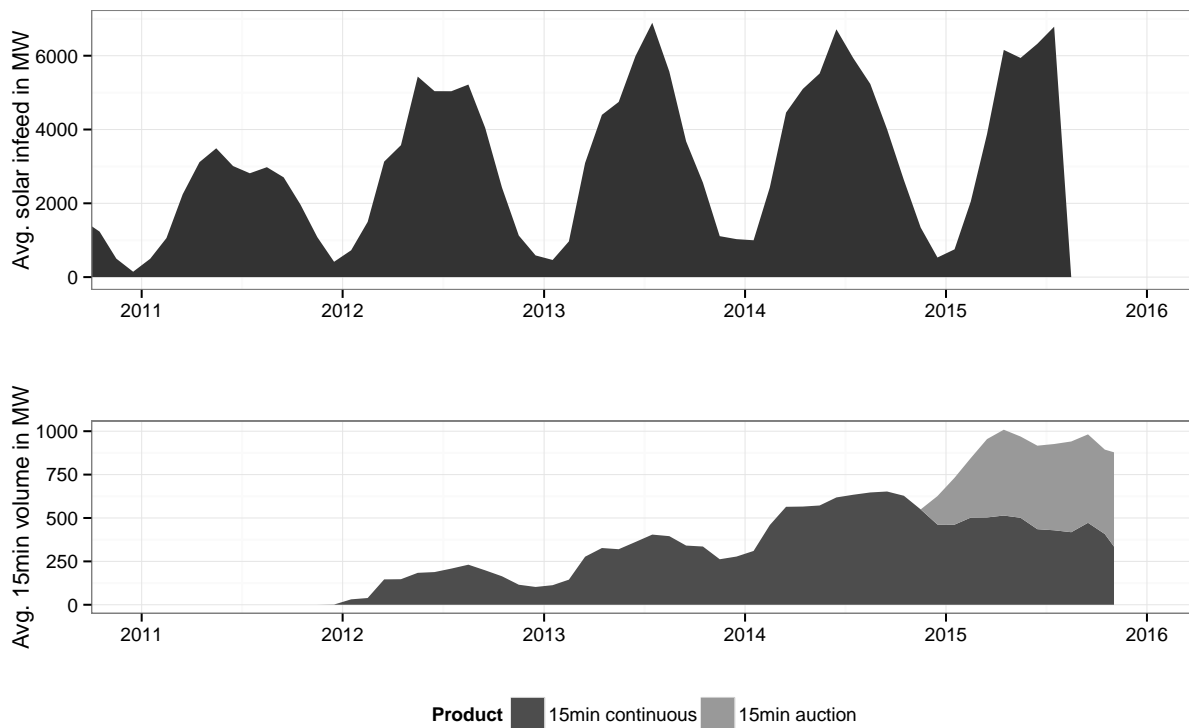 Avg. solar infeed in MW
6000
4000
2000
0
2011 2012 2013 2014 2015 2016
Avg. 15min volume in MW
1000
750
500
250
0
2011 2012 2013 2014 2015 2016
Product 15min continuous 15min auction